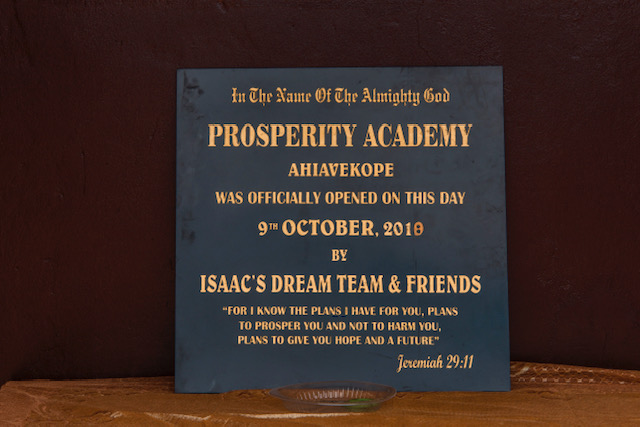 In The Name Of The Almighty God
PROSPERITY ACADEMY
AHIAVEKOPE
WAS OFFICIALLY OPENED ON THIS DAY
9TH OCTOBER,
BY
ISAAC'S DREAM TEAM & FRIENDS
“FOR I KNOW THE PLANS I HAVE FOR YOU, PLANS
TO PROSPER YOU AND NOT TO HARM YOU,
PLANS TO GIVE YOU HOPE AND A FUTURE”
Jeremiah 29:11